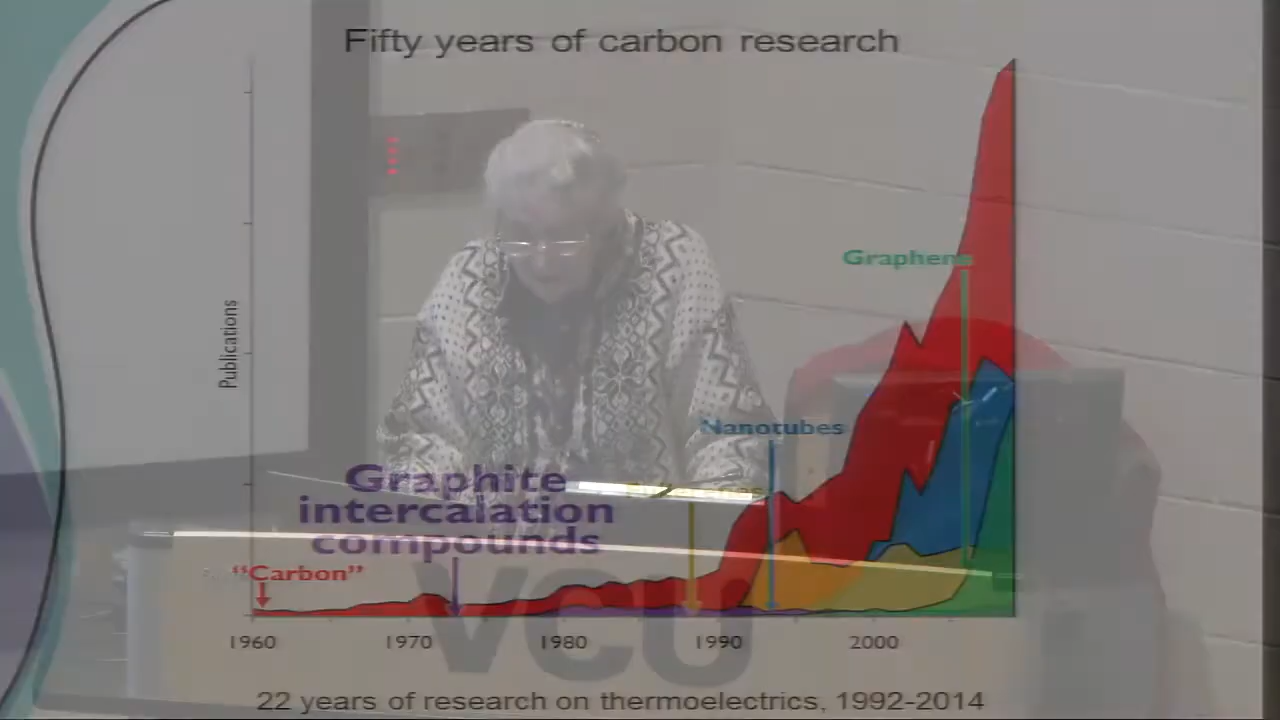 Fifty years of carbon research
Publications
Graphene
Nanotubes
Graphite
intercalation
compounds
"Carbon"
VCU
1960 1970 1980 1990 2000
22 years of research on thermoelectrics, 1992-2014